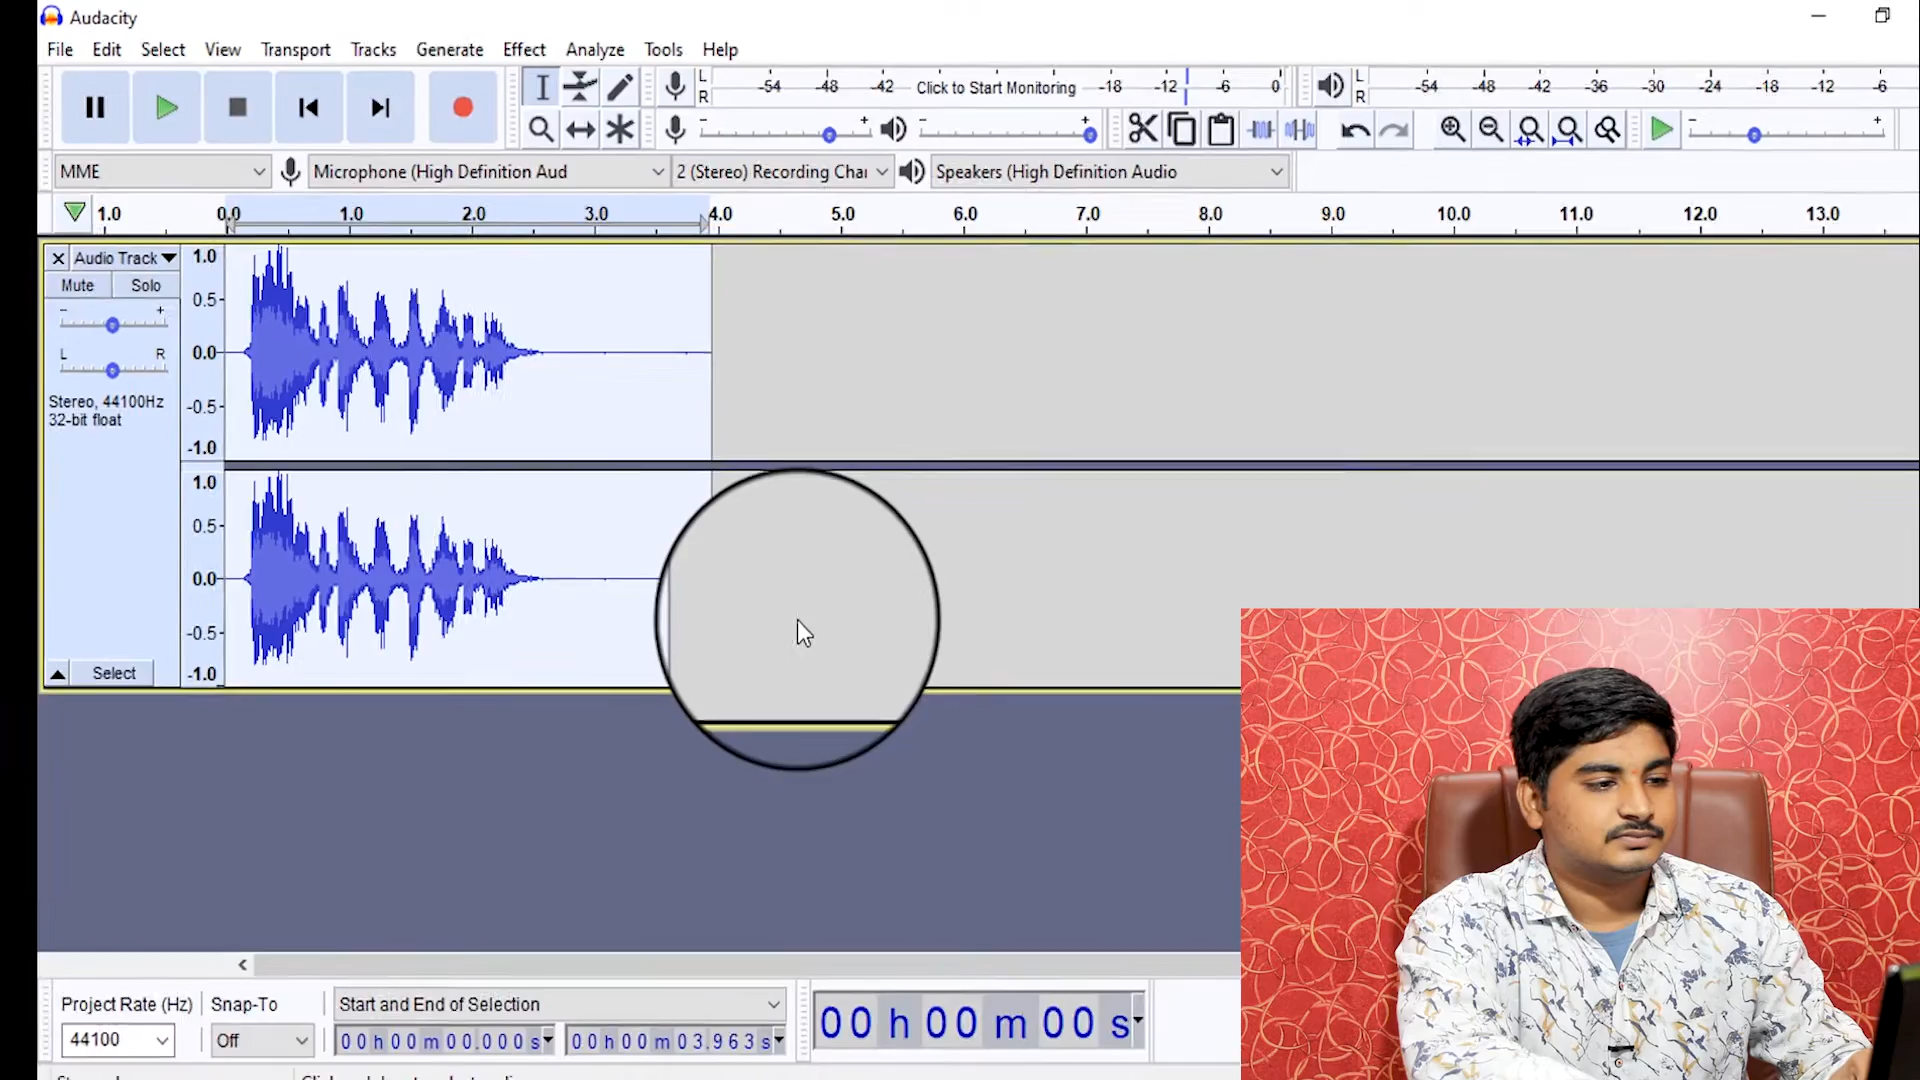 Audacity
File Edit Select View Transport Tracks Generate Effect Analyze Tools Help
L R -54 -48 -42 Click to Start Monitoring -18 -12 -6 0 L R -54 -48 -42 -36 -30 -24 -18 -12 -6
- + - + - +
MME Microphone (High Definition Aud 2 (Stereo) Recording Chai Speakers (High Definition Audio
1.0 0.0 1.0 2.0 3.0 4.0 5.0 6.0 7.0 8.0 9.0 10.0 11.0 12.0 13.0
Audio Track 1.0
Mute Solo 0.5
- +
L R 0.0
Stereo, 44100Hz -0.5
32-bit float
-1.0
1.0
0.5
0.0
-0.5
Select -1.0
Project Rate (Hz) Snap-To Start and End of Selection
44100 Off 00 h 00 m 00.000 s 00 h 00 m 03.963 s 00 h 00 m 00 s